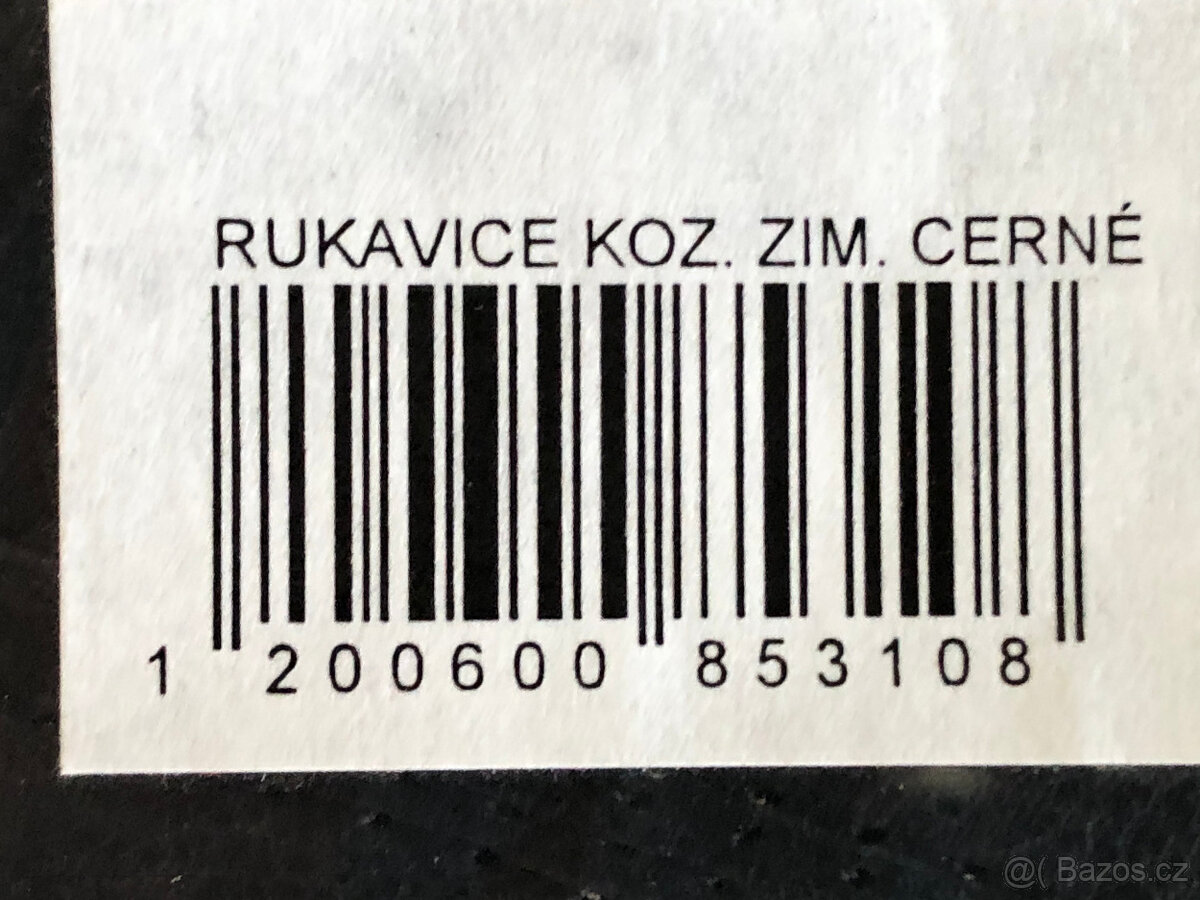 RUKAVICE KOZ. ZIM. CERNÉ
1 200600 853108
@( Bazos.cz